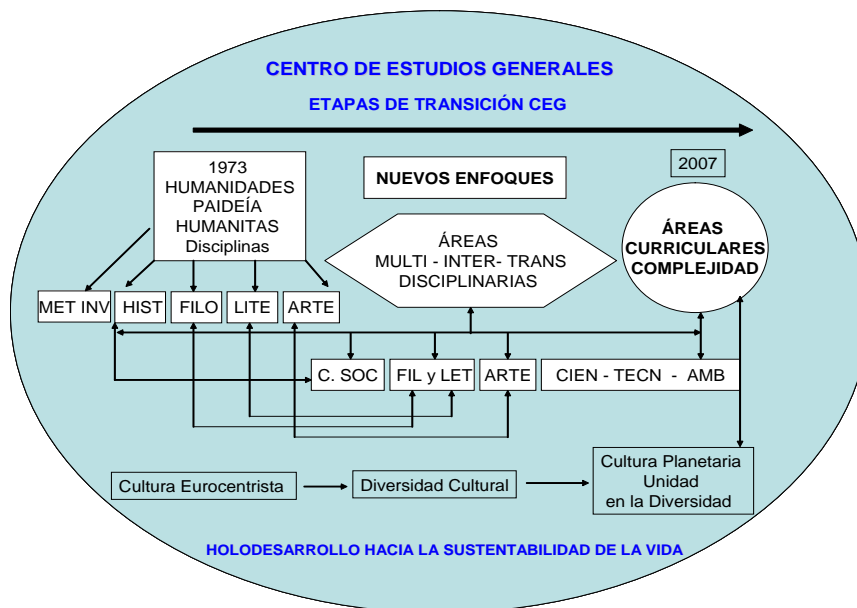 CENTRO DE ESTUDIOS GENERALES
ETAPAS DE TRANSICIÓN CEG
1973
HUMANIDADES
PAIDEÍA
HUMANITAS
Disciplinas
NUEVOS ENFOQUES
2007
ÁREAS
MULTI - INTER- TRANS
DISCIPLINARIAS
ÁREAS
CURRICULARES
COMPLEJIDAD
MET INV
HIST
FILO
LITE
ARTE
C. SOC
FIL y LET
ARTE
CIEN - TECN - AMB
Cultura Eurocentrista
Diversidad Cultural
Cultura Planetaria
Unidad
en la Diversidad
HOLODESARROLLO HACIA LA SUSTENTABILIDAD DE LA VIDA